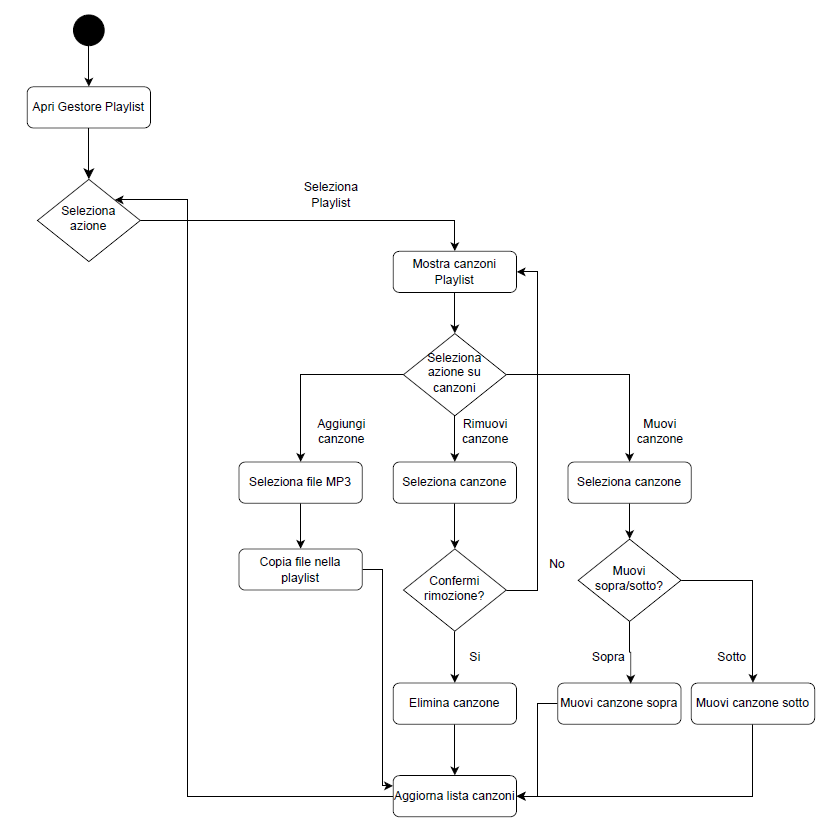 Apri Gestore Playlist
Seleziona
azione
Seleziona
Playlist
Mostra canzoni
Playlist
Seleziona
azione su
canzoni
Aggiungi
canzone
Rimuovi
canzone
Muovi
canzone
Seleziona file MP3
Seleziona canzone
Seleziona canzone
Copia file nella
playlist
Confermi
rimozione?
No
Muovi
sopra/sotto?
Si
Sopra
Sotto
Elimina canzone
Muovi canzone sopra
Muovi canzone sotto
Aggiorna lista canzoni